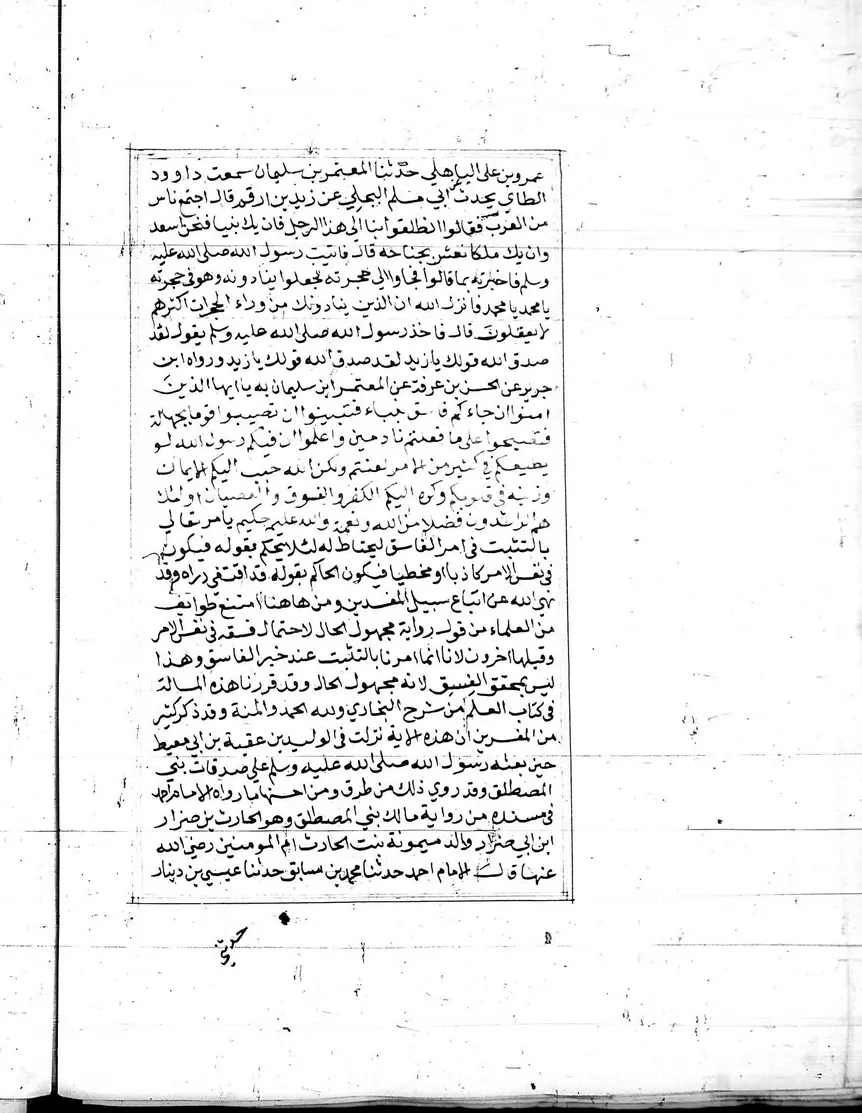 عمرو بن علي الباهلي حدثنا المعتمر بن سليمان سمعت داوود
الطاي يحدث عن ابي مسلم البجلي عن زيد بن ارقم قال اجتمع ناس
من العرب فقالوا انطلقوا بنا الى هذا الرجل فان يك نبيا فنحن اسعد
وان يك ملكا نعش بجناحه قال فاتيت رسول الله صلى الله عليه
وسلم فاخبرته بما قالوا فجاوا الى حجرته فجعلوا ينادونه وهو في حجرته
يا محمد يا محمد فانزل الله ان الذين ينادونك من وراء الحجرات اكثرهم
لا يعقلون قال فاخذ رسول الله صلى الله عليه وسلم يقول لقد
صدق الله قولك يا زيد لقد صدق الله قولك يا زيد ورواه ابن
جرير عن الحسن بن عرفة عن المعتمر ابن سليمان به يا ايها الذين
امنوا ان جاءكم فاسق بنباء فتبينوا ان تصيبوا قوما بجهالة
فتصبحوا على ما فعلتم نادمين واعلموا ان فيكم رسول الله لو
يطيعكم في كثير من الامر لعنتم ولكن الله حبب اليكم الايمان
وزينه في قلوبكم وكره اليكم الكفر والفسوق والعصيان اولئك
هم الراشدون فضلا من الله ونعمة والله عليم حكيم يامر تعالى
بالتثبت في امر الفاسق ليحتاط له لئلا يحكم بقوله فيكون
في نفس الامر كاذبا او مخطيا فيكون الحاكم بقوله قد اقتفى وراه وقد
نهى الله عن اتباع سبيل المفسدين ومن هاهنا امتنع طوائف
من العلماء من قول رواية مجهول الحال لاحتمال فسقه في نفس الامر
وقبلها اخرون لانا انما امرنا بالتثبت عند خبر الفاسق وهذا
ليس بمحقق الفسق لانه مجهول الحال وقد قررنا هذه المسالة
في كتاب العلم من شرح البخاري ولله الحمد والمنة وقد ذكر كثير
من المفسرين ان هذه الاية نزلت في الوليد بن عقبة بن ابي معيط
حين بعثه رسول الله صلى الله عليه وسلم على صدقات بني
المصطلق وقد روي ذلك من طرق ومن احسنها ما رواه الامام احمد
في مسنده من رواية مالك بني المصطلق وهو الحارث بن ضرار
ابن ابي ضرار والد ميمونة بنت الحارث ام المومنين رضي الله
عنها قال الامام احمد حدثنا محمد بن سابق حدثنا عيسى بن دينار
حدثني